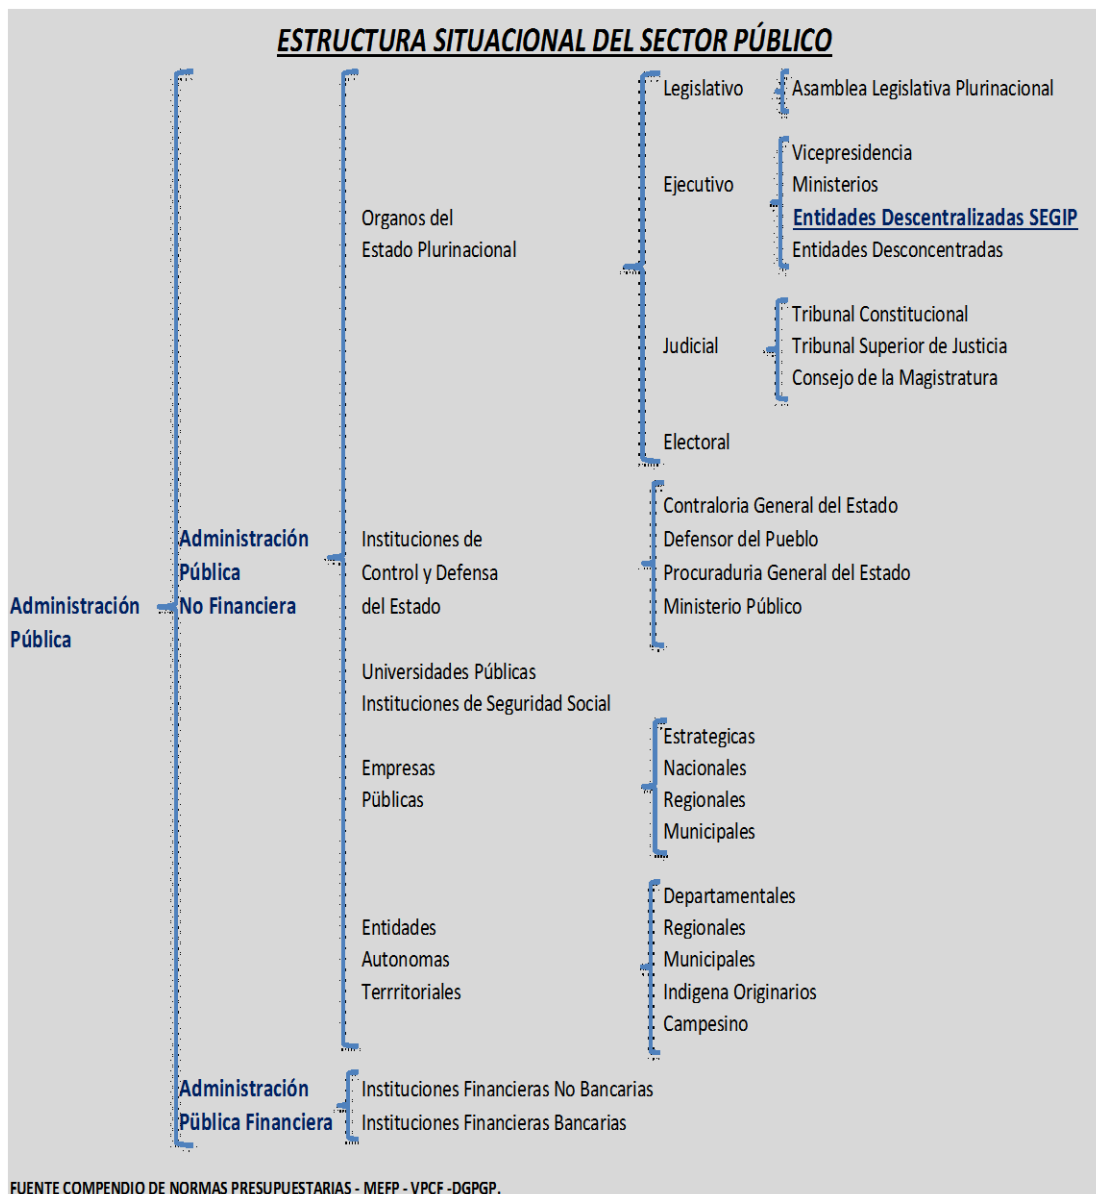 ESTRUCTURA SITUACIONAL DEL SECTOR PÚBLICO
Legislativo
Asamblea Legislativa Plurinacional
Vicepresidencia
Ejecutivo
Ministerios
Organos del
Entidades Descentralizadas SEGIP
Estado Plurinacional
Entidades Desconcentradas
Tribunal Constitucional
Judicial
Tribunal Superior de Justicia
Consejo de la Magistratura
Electoral
Contraloria General del Estado
Administración
Instituciones de
Defensor del Pueblo
Pública
Control y Defensa
Procuraduria General del Estado
Administración
No Financiera
del Estado
Ministerio Público
Pública
Universidades Públicas
Instituciones de Seguridad Social
Estrategicas
Empresas
Nacionales
Públicas
Regionales
Municipales
Departamentales
Entidades
Regionales
Autonomas
Municipales
Terrritoriales
Indigena Originarios
Campesino
Administración
Instituciones Financieras No Bancarias
Püblica Financiera
Instituciones Financieras Bancarias
FUENTE COMPENDIO DE NORMAS PRESUPUESTARIAS - MEFP - VPCF -DGPGP.